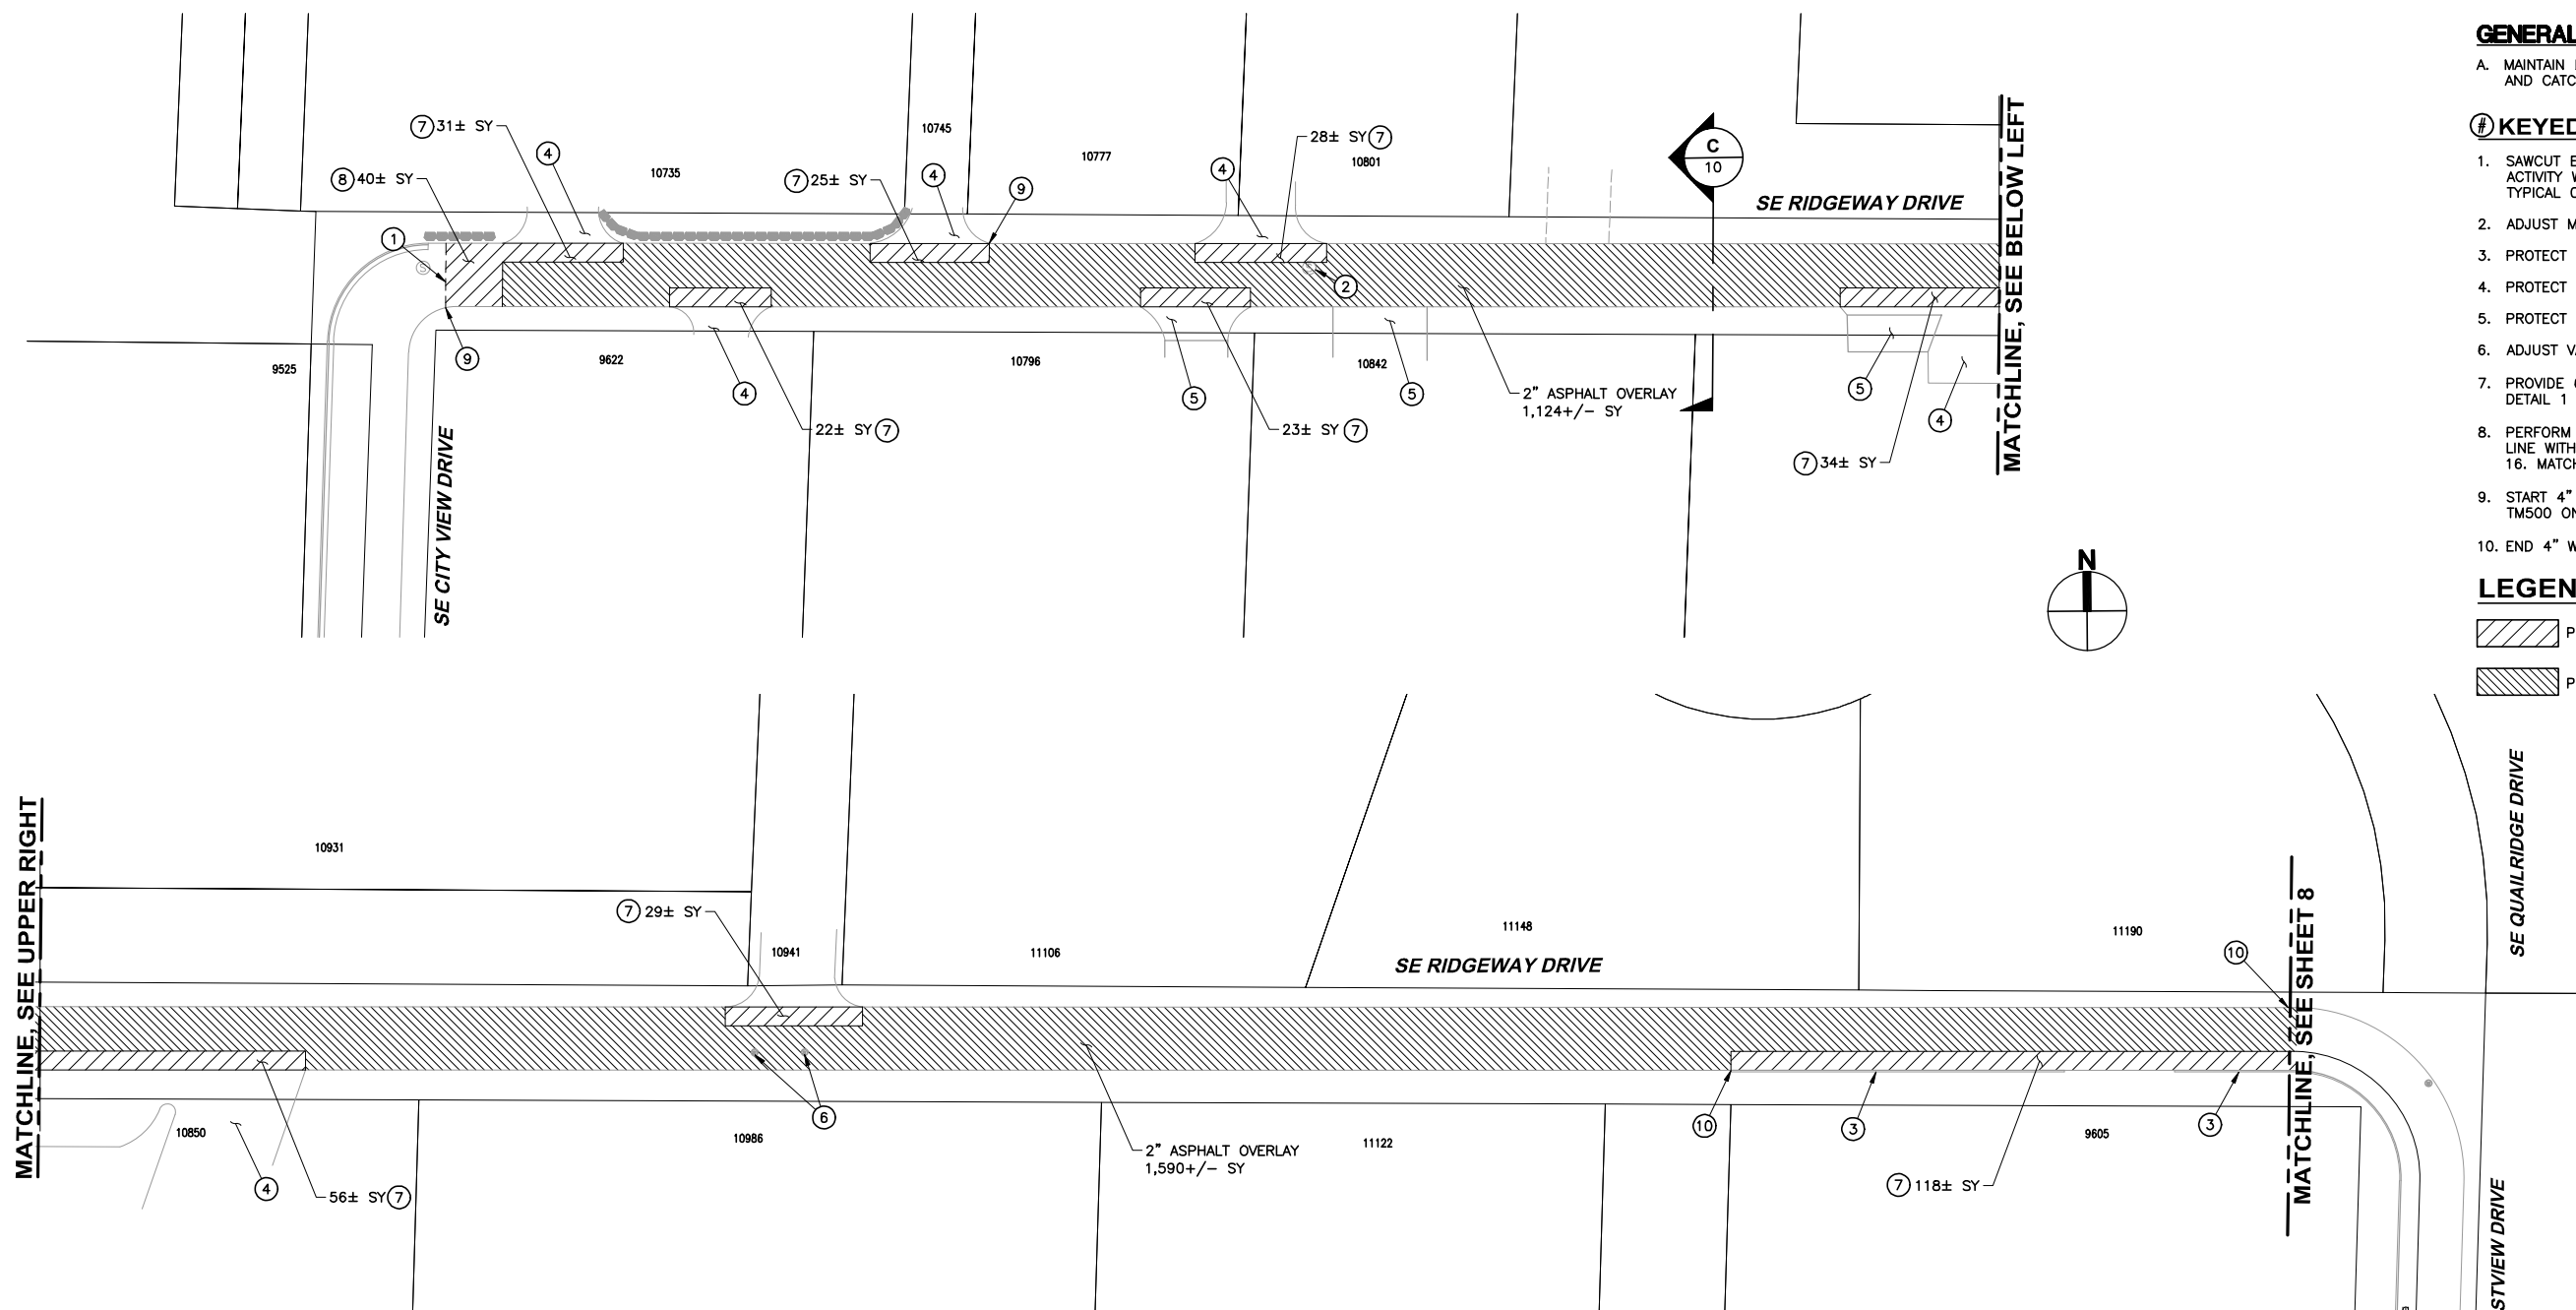 10745
10777
10735
10801
7 31± SY
4
8 40± SY
7 25± SY
4
9
28± SY 7
4
C
10
SE RIDGEWAY DRIVE
MATCHLINE, SEE BELOW LEFT
1
2
9
9525
9622
10796
10842
4
5
5
5
4
22± SY 7
23± SY 7
2" ASPHALT OVERLAY
1,124+/- SY
7 34± SY
SE CITY VIEW DRIVE
N
GENERAL
A. MAINTAIN
AND CATC
# KEYED
1. SAWCUT E
ACTIVITY W
TYPICAL
2. ADJUST M
3. PROTECT
4. PROTECT
5. PROTECT
6. ADJUST V
7. PROVIDE
DETAIL 1
8. PERFORM
LINE WITH
16. MATCH
9. START 4"
TM500 ON
10. END 4" W
LEGEN
P
P
MATCHLINE, SEE UPPER RIGHT
10931
7 29± SY
10941
11106
11148
SE RIDGEWAY DRIVE
11190
10
MATCHLINE, SEE SHEET 8
SE QUAILRIDGE DRIVE
10850
10986
6
11122
10
3
9605
3
4
56± SY 7
2" ASPHALT OVERLAY
1,590+/- SY
7 118± SY
STVIEW DRIVE